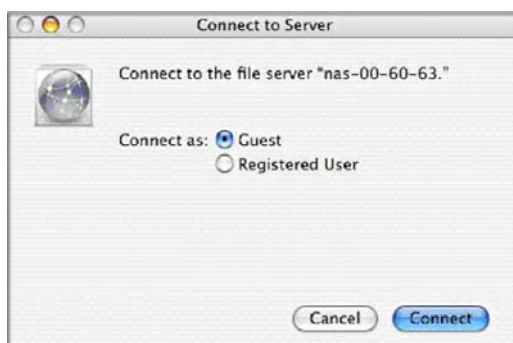 Connect to Server
Connect to the file server "nas-00-60-63."
Connect as: Guest
Registered User
Cancel Connect